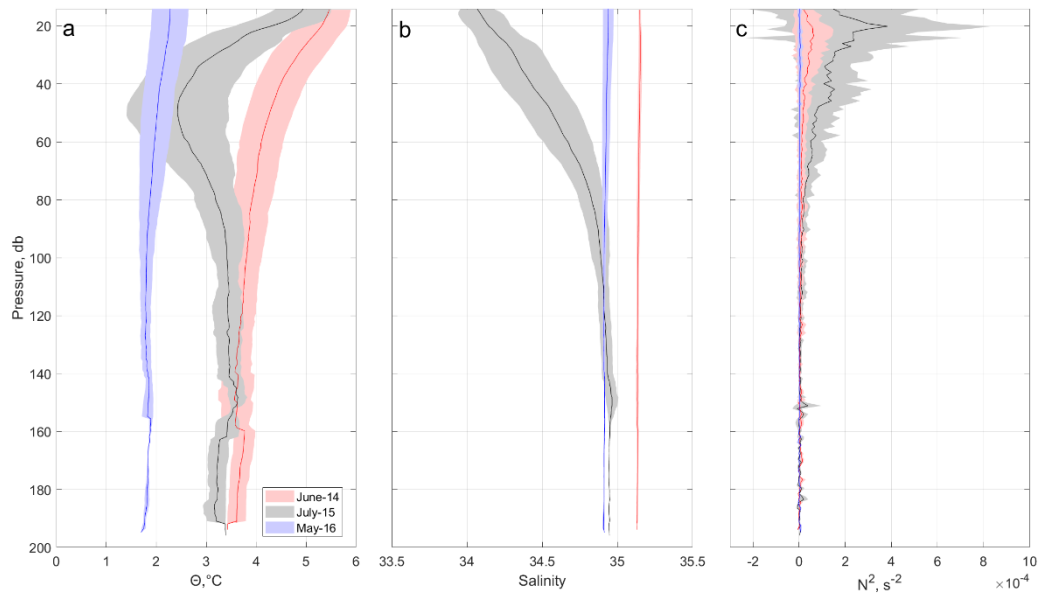 a
b
c
20
40
60
80
100
120
140
160
180
200
Pressure, db
June-14
July-15
May-16
0 1 2 3 4 5 6
33.5 34 34.5 35 35.5
-2 0 2 4 6 8 10
Θ,°C
Salinity
N², s⁻²
×10⁻⁴